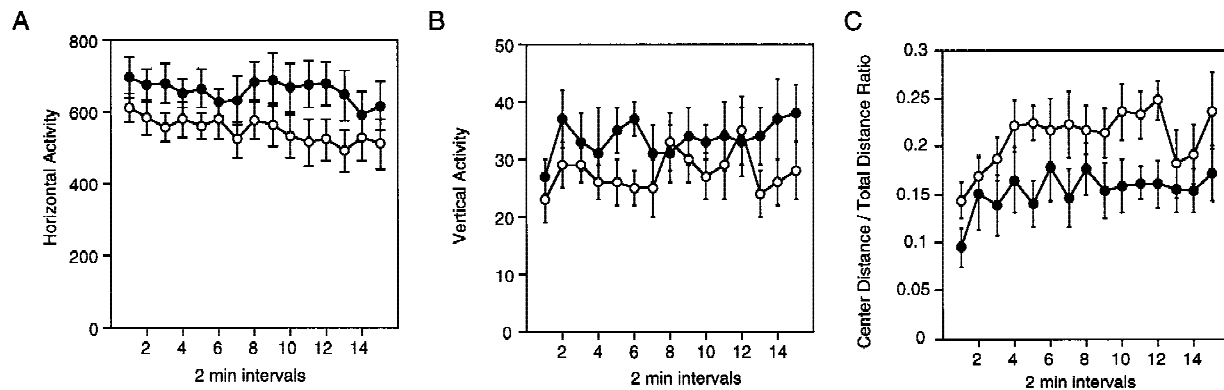 A
Horizontal Activity
800
600
400
200
0
2 4 6 8 10 12 14
2 min intervals
B
Vertical Activity
50
40
30
20
10
0
2 4 6 8 10 12 14
2 min intervals
C
Center Distance / Total Distance Ratio
0.3
0.25
0.2
0.15
0.1
0.05
0
2 4 6 8 10 12 14
2 min intervals